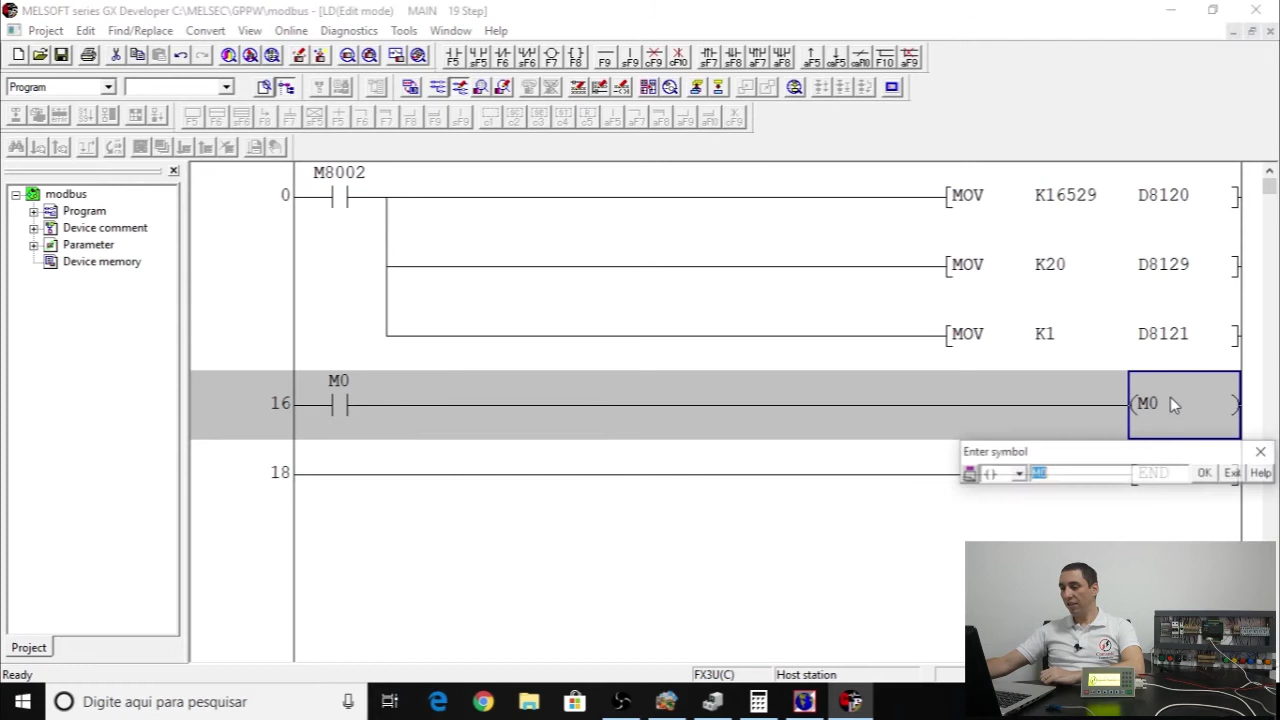 MELSOFT series GX Developer C:\MELSEC\GPPW\modbus - [LD(Edit mode) MAIN 19 Step]
Project Edit Find/Replace Convert View Online Diagnostics Tools Window Help
Program
modbus
Program
Device comment
Parameter
Device memory
Project
M8002
0 MOV K16529 D8120
MOV K20 D8129
MOV K1 D8121
M0
16 M0
Enter symbol
18 M0 END OK Exit Help
Ready FX3U(C) Host station
Digite aqui para pesquisar